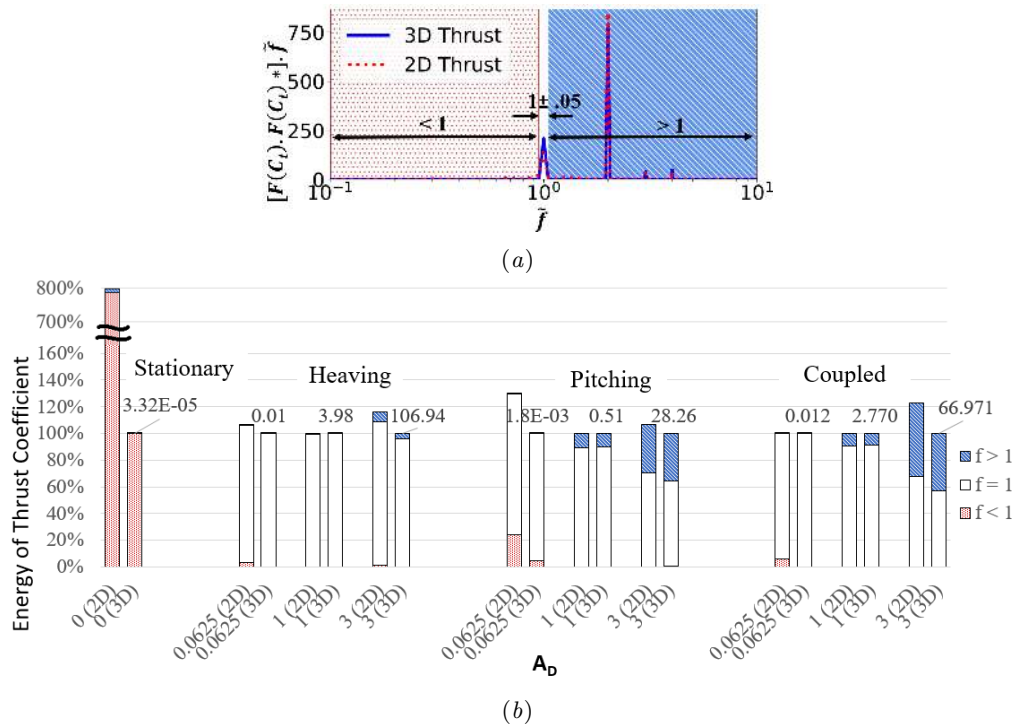 750
500
250
0
[F(C_t).F(C_t)*].f̃
3D Thrust
2D Thrust
1± .05
< 1
> 1
10⁻¹
10⁰
10¹
f̃
(a)
Energy of Thrust Coefficient
800%
700%
160%
140%
120%
100%
80%
60%
40%
20%
0%
Stationary
Heaving
Pitching
Coupled
3.32E-05
0.01
3.98
106.94
1.8E-03
0.51
28.26
0.012
2.770
66.971
f > 1
f = 1
f < 1
0 (2D)
0 (3D)
0.0625 (2D)
0.0625 (3D)
1 (2D)
1 (3D)
3 (2D)
3 (3D)
0.0625 (2D)
0.0625 (3D)
1 (2D)
1 (3D)
3 (2D)
3 (3D)
0.0625 (2D)
0.0625 (3D)
1 (2D)
1 (3D)
3 (2D)
3 (3D)
A_D
(b)